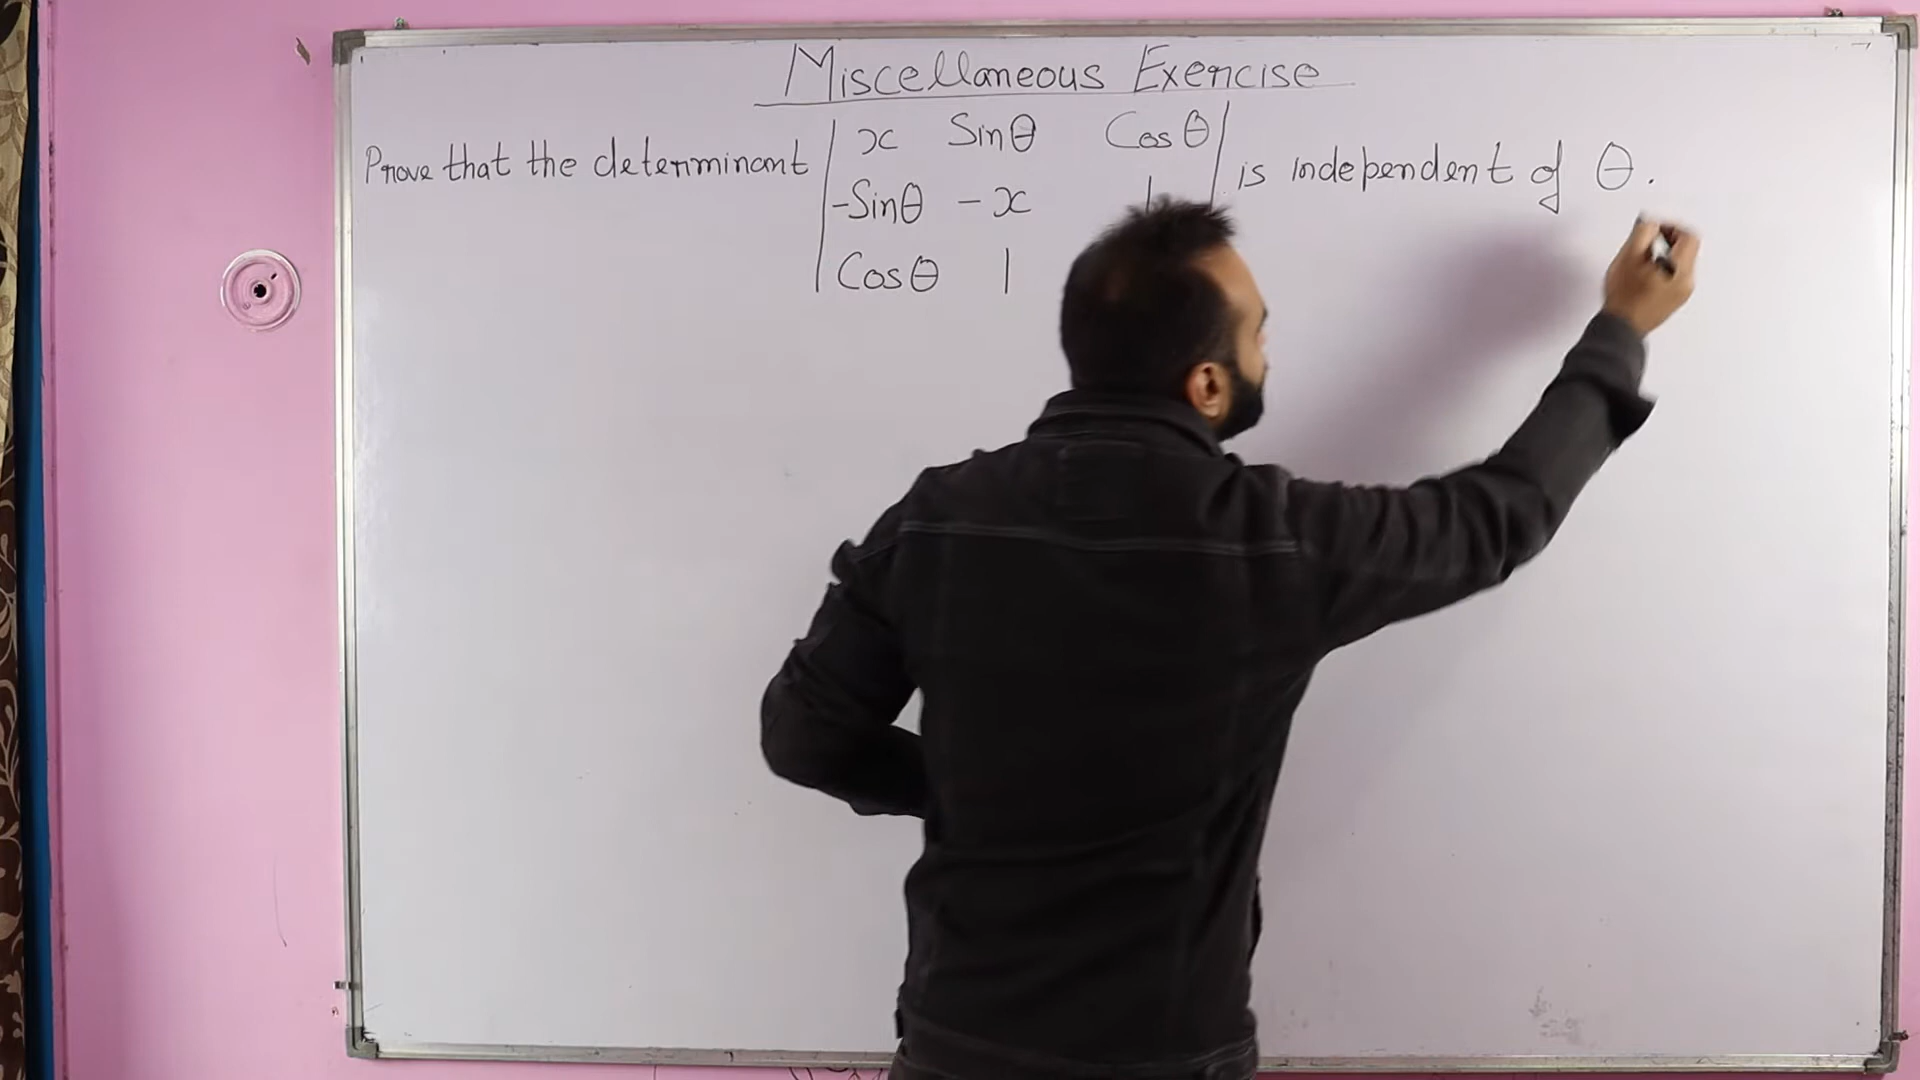 Miscellaneous Exercise
Prove that the determinant | x Sinθ Cosθ | is independent of θ.
-Sinθ -x 1
Cosθ 1